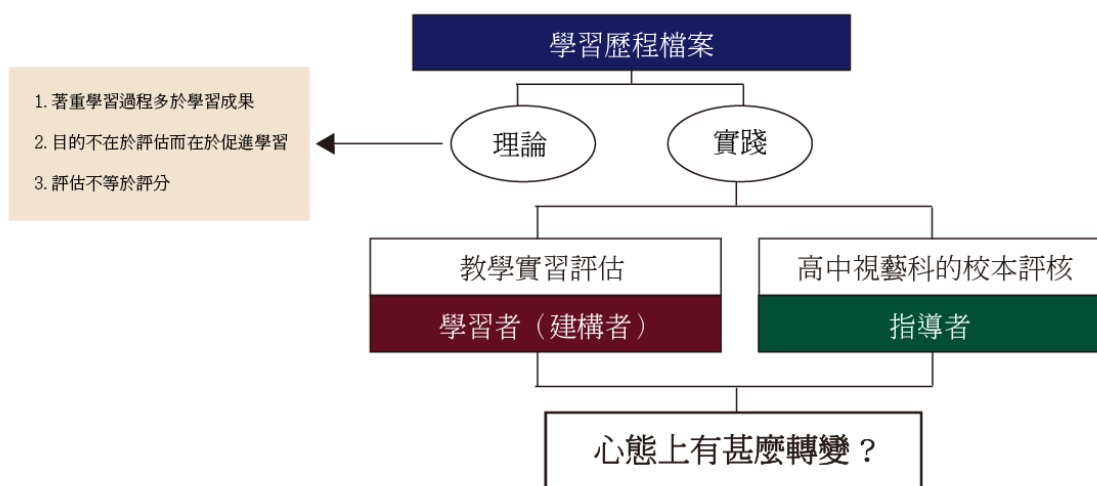 學習歷程檔案
1. 著重學習過程多於學習成果
2. 目的不在於評估而在於促進學習
3. 評估不等於評分
理論
實踐
教學實習評估
學習者（建構者）
高中視藝科的校本評核
指導者
心態上有甚麼轉變？